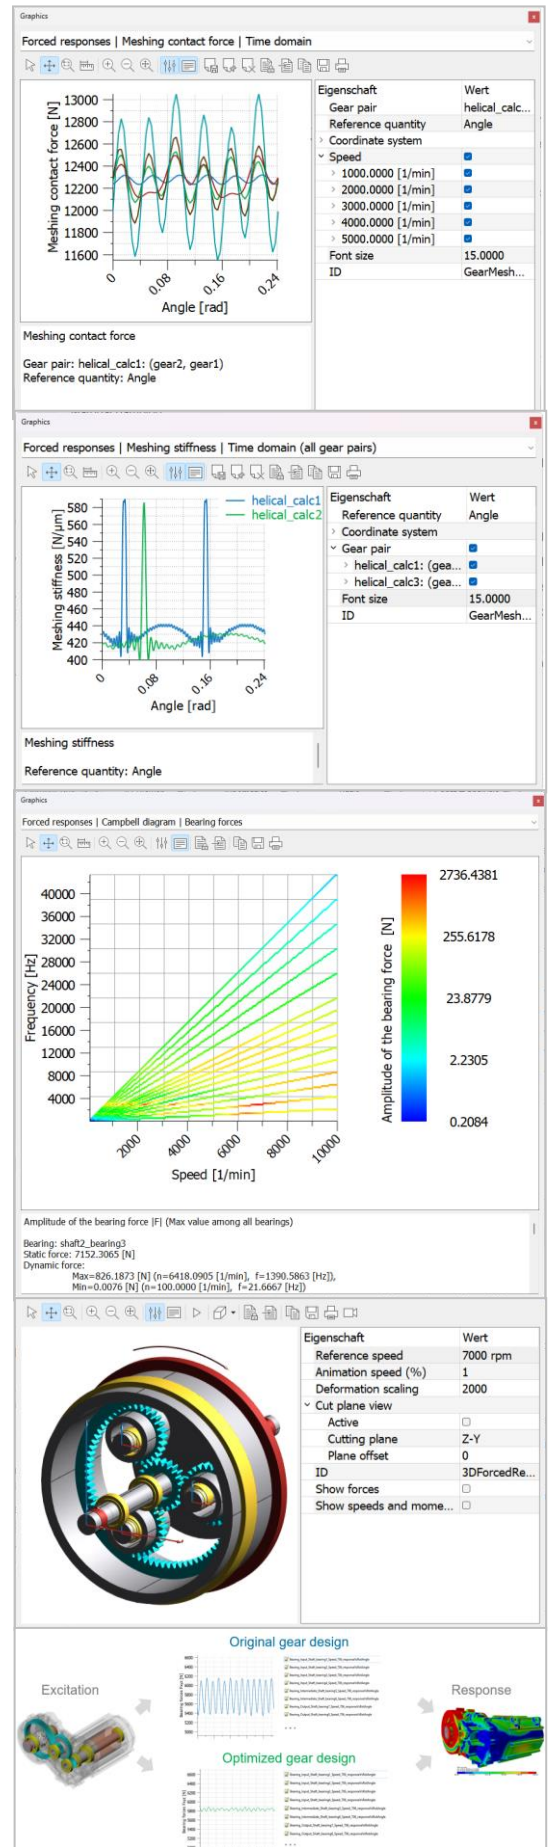 Graphics
Forced responses | Meshing contact force | Time domain
Eigenschaft Wert
Gear pair helical_calc...
Reference quantity Angle
Coordinate system
Speed
1000.0000 [1/min]
2000.0000 [1/min]
3000.0000 [1/min]
4000.0000 [1/min]
5000.0000 [1/min]
Font size 15.0000
ID GearMesh...
Meshing contact force [N]
13000
12800
12600
12400
12200
12000
11800
11600
0 0.08 0.16 0.24
Angle [rad]
Meshing contact force
Gear pair: helical_calc1: (gear2, gear1)
Reference quantity: Angle
Graphics
Forced responses | Meshing stiffness | Time domain (all gear pairs)
helical_calc1
helical_calc2
Meshing stiffness [N/μm]
580
560
540
520
500
480
460
440
420
400
0 0.08 0.16 0.24
Angle [rad]
Eigenschaft Wert
Reference quantity Angle
Coordinate system
Gear pair
helical_calc1: (gea...
helical_calc3: (gea...
Font size 15.0000
ID GearMesh...
Meshing stiffness
Reference quantity: Angle
Graphics
Forced responses | Campbell diagram | Bearing forces
Frequency [Hz]
40000
36000
32000
28000
24000
20000
16000
12000
8000
4000
2000 4000 6000 8000 10000
Speed [1/min]
Amplitude of the bearing force [N]
2736.4381
255.6178
23.8779
2.2305
0.2084
Amplitude of the bearing force |F| (Max value among all bearings)
Bearing: shaft2_bearing3
Static force: 7152.3065 [N]
Dynamic force:
Max=826.1873 [N] (n=6418.0905 [1/min], f=1390.5863 [Hz]),
Min=0.0076 [N] (n=100.0000 [1/min], f=21.6667 [Hz])
Eigenschaft Wert
Reference speed 7000 rpm
Animation speed (%) 1
Deformation scaling 2000
Cut plane view
Active
Cutting plane Z-Y
Plane offset 0
ID 3DForcedRe...
Show forces
Show speeds and mome...
Original gear design
Excitation
Response
Optimized gear design